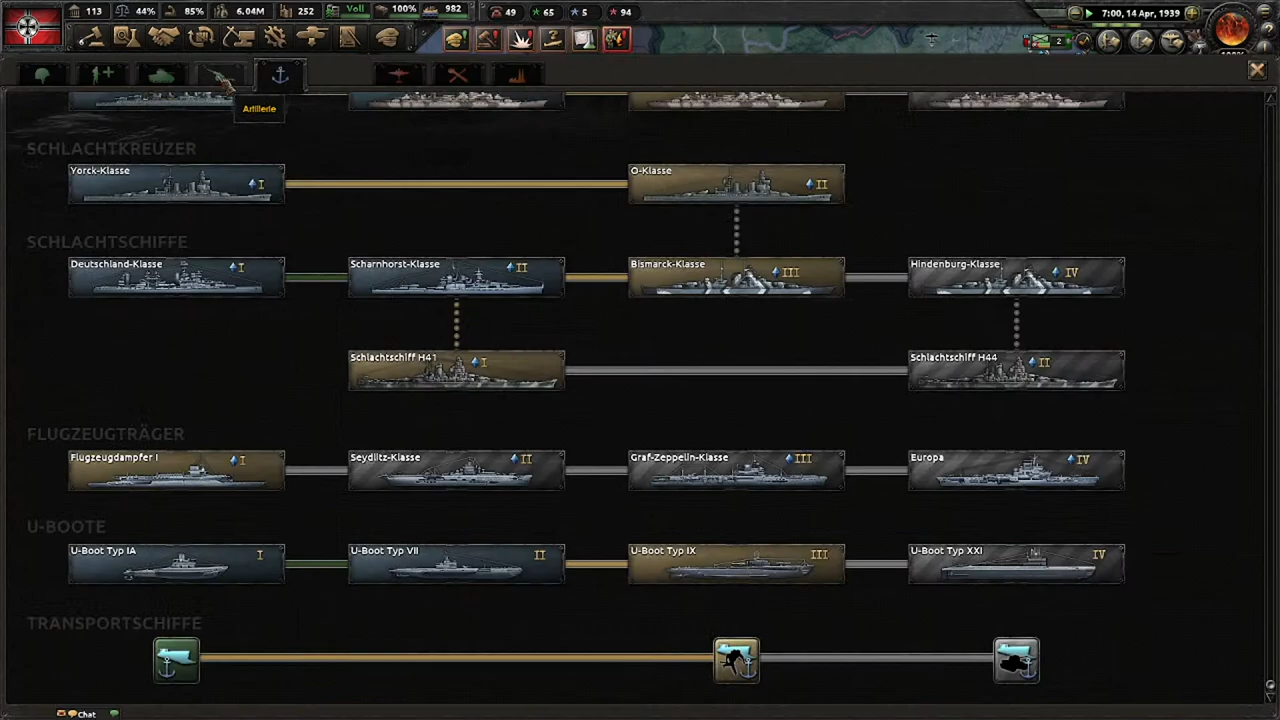 113 44% 85% 6.04M 252 Voll 100% 982 49 65 5 94 7:00, 14 Apr, 1939
2
Artillerie
SCHLACHTKREUZER
Yorck-Klasse I O-Klasse II
SCHLACHTSCHIFFE
Deutschland-Klasse I Scharnhorst-Klasse II Bismarck-Klasse III Hindenburg-Klasse IV
Schlachtschiff H41 I Schlachtschiff H44 II
FLUGZEUGTRÄGER
Flugzeugdampfer I I Seydlitz-Klasse II Graf-Zeppelin-Klasse III Europa IV
U-BOOTE
U-Boot Typ IA I U-Boot Typ VII II U-Boot Typ IX III U-Boot Typ XXI IV
TRANSPORTSCHIFFE
Chat